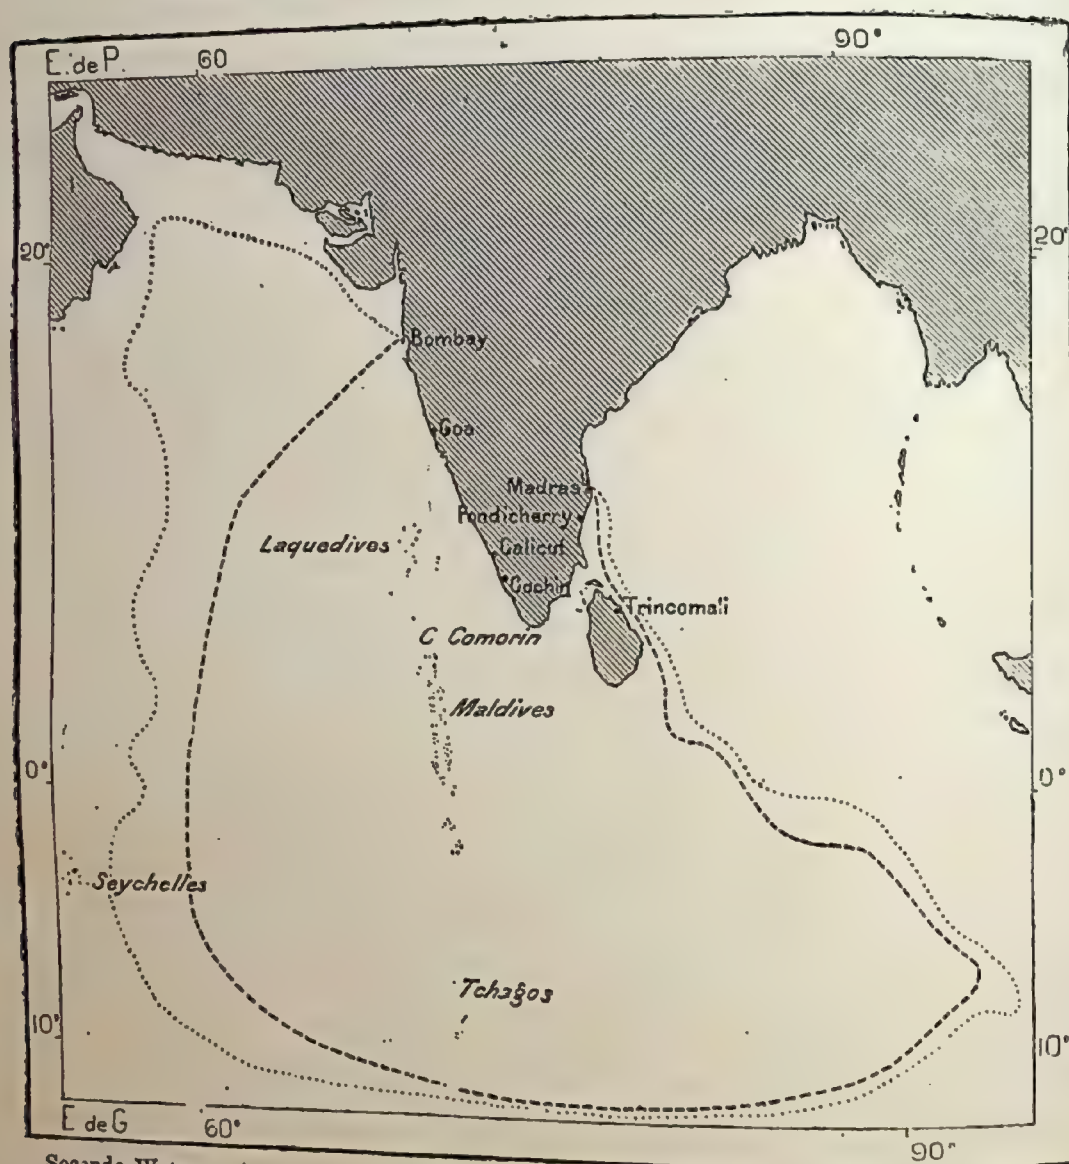 E. de P. 60 90°
20° 20°
Bombay
Goa
Madras
Pondicherry
Laquedives
Calicut
Cochin
Trincomali
C Comorin
Maldives
0° 0°
Seychelles
Tchagos
10° 10°
E de G 60° 90°
Seconde